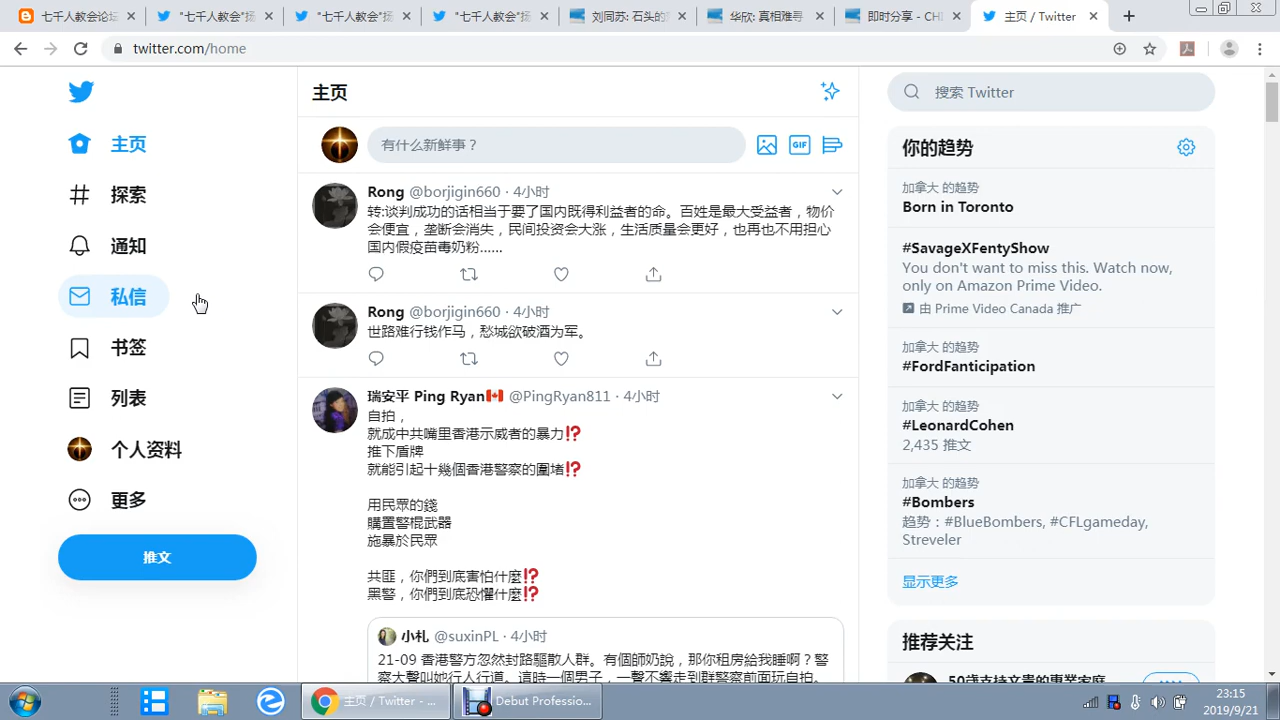 七千人教会论坛
"七千人教会"扬
"七千人教会"扬
七千人教会"扬
刘同苏: 石头的
华欣: 真相难寻
即时分享 - CH
主页 / Twitter
twitter.com/home
主页
探索
通知
私信
书签
列表
个人资料
更多
推文
主页
有什么新鲜事？
GIF
Rong @borjigin660 · 4小时
转:谈判成功的话相当于要了国内既得利益者的命。百姓是最大受益者，物价
会便宜，垄断会消失，民间投资会大涨，生活质量会更好，也再也不用担心
国内假疫苗毒奶粉......
Rong @borjigin660 · 4小时
世路难行钱作马，愁城欲破酒为军。
瑞安平 Ping Ryan🇨🇦 @PingRyan811 · 4小时
自拍，
就成中共嘴里香港示威者的暴力⁉️
推下盾牌
就能引起十幾個香港警察的圍堵⁉️
用民眾的錢
購置警棍武器
施暴於民眾
共匪，你們到底害怕什麼⁉️
黑警，你們到底恐懼什麼⁉️
小札 @suxinPL · 4小时
21-09 香港警方忽然封路驅散人群。有個師奶說，那你租房給我睡啊？警
察大聲叫她行人行道。這時一個男子，一聲不響走到群警察前面玩自拍。
搜索 Twitter
你的趋势
加拿大 的趋势
Born in Toronto
#SavageXFentyShow
You don't want to miss this. Watch now,
only on Amazon Prime Video.
由 Prime Video Canada 推广
加拿大 的趋势
#FordFanticipation
加拿大 的趋势
#LeonardCohen
2,435 推文
加拿大 的趋势
#Bombers
趋势：#BlueBombers, #CFLgameday,
Streveler
显示更多
推荐关注
50歲支持文貴的專業家庭
主页 / Twitter - ...
Debut Professio...
23:15
2019/9/21